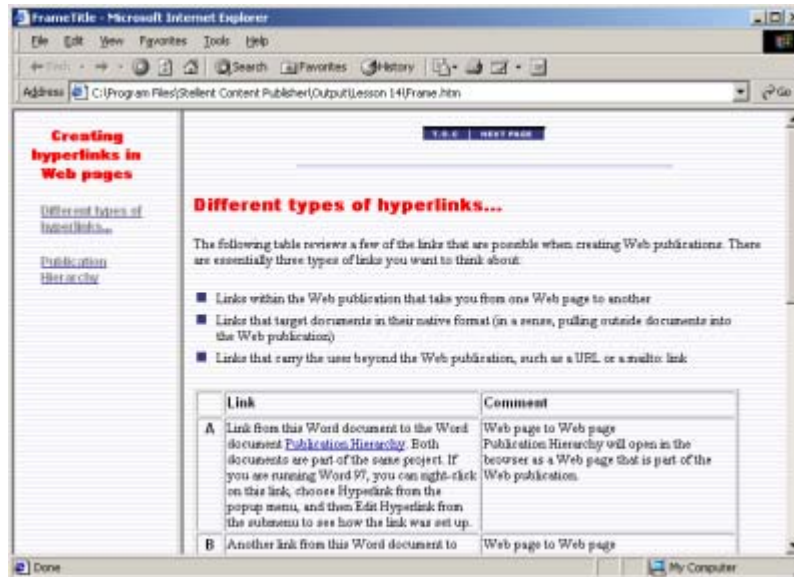 FrameTitle - Microsoft Internet Explorer
File Edit View Favorites Tools Help
Search Favorites History
Address C:\Program Files\Stellent Content Publisher\Output\Lesson 14\Frame.htm Go
Creating
hyperlinks in
Web pages
Different types of
hyperlinks...
Publication
Hierarchy
T.O.C | NEXT PAGE
Different types of hyperlinks...
The following table reviews a few of the links that are possible when creating Web publications. There
are essentially three types of links you want to think about:
Links within the Web publication that take you from one Web page to another
Links that target documents in their native format (in a sense, pulling outside documents into
the Web publication)
Links that carry the user beyond the Web publication, such as a URL or a mailto: link
Link Comment
A Link from this Word document to the Word
document Publication Hierarchy. Both
documents are part of the same project. If
you are running Word 97, you can right-click
on this link, choose Hyperlink from the
popup menu, and then Edit Hyperlink from
the submenu to see how the link was set up.
Web page to Web page
Publication Hierarchy will open in the
browser as a Web page that is part of the
Web publication.
B Another link from this Word document to
Web page to Web page
Done
My Computer